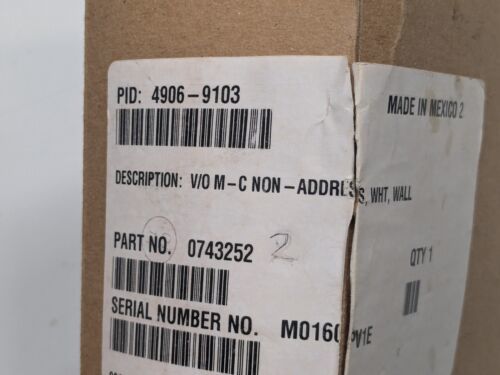 PID: 4906-9103
MADE IN MEXICO 2
DESCRIPTION: V/O M-C NON-ADDRESS, WHT, WALL
PART NO. 0743252 2
QTY 1
SERIAL NUMBER NO.